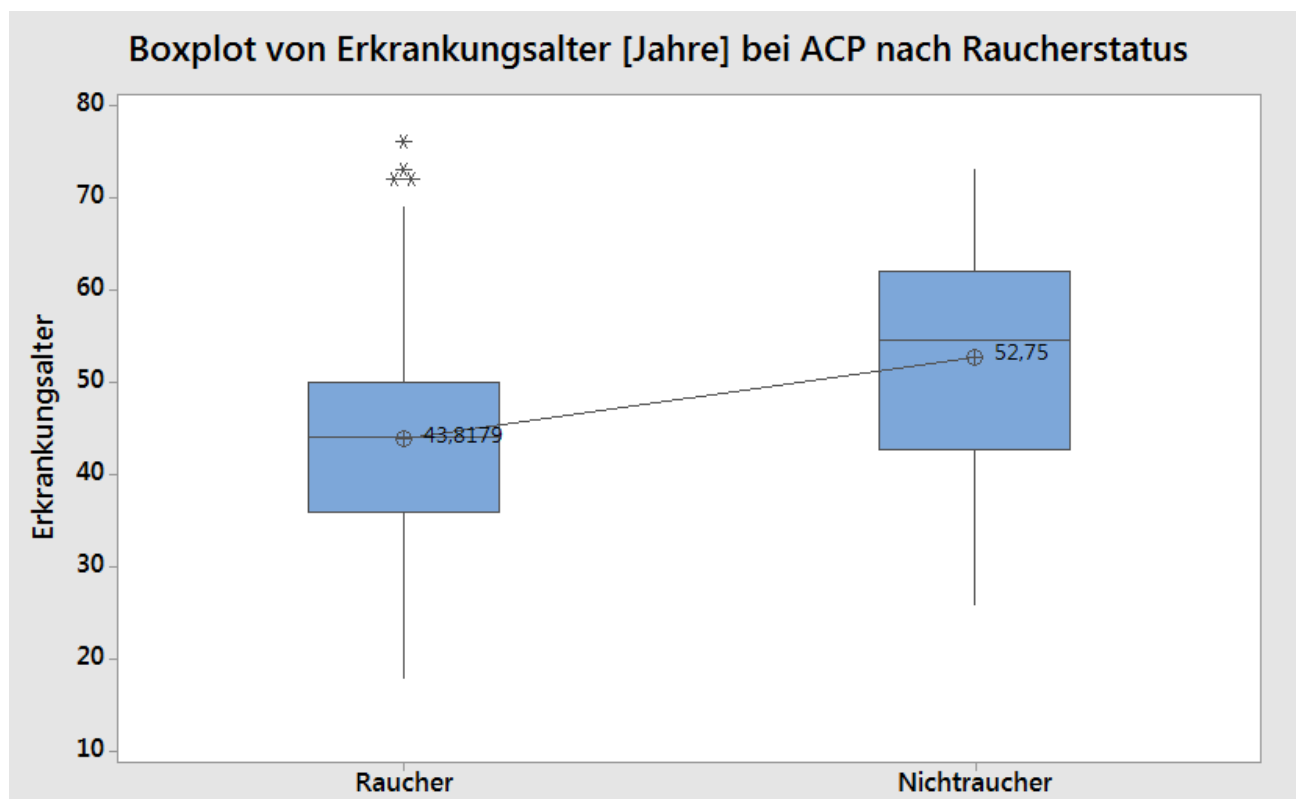 Boxplot von Erkrankungsalter [Jahre] bei ACP nach Raucherstatus
80
70
60
50
40
30
20
10
Erkrankungsalter
43,8179
52,75
Raucher
Nichtraucher